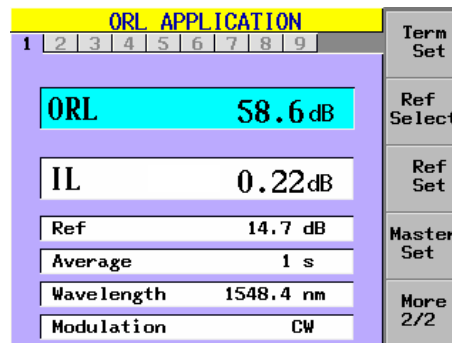 ORL APPLICATION
1 2 3 4 5 6 7 8 9
ORL 58.6 dB
IL 0.22 dB
Ref 14.7 dB
Average 1 s
Wavelength 1548.4 nm
Modulation CW
Term
Set
Ref
Select
Ref
Set
Master
Set
More
2/2